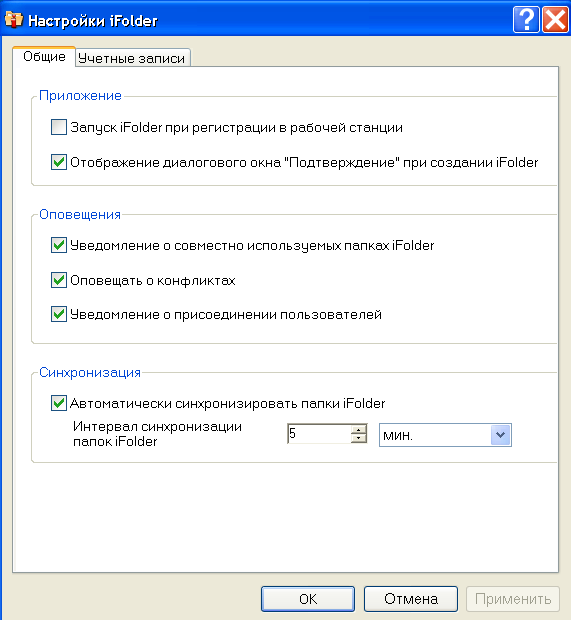 Настройки iFolder
Общие
Учетные записи
Приложение
Запуск iFolder при регистрации в рабочей станции
Отображение диалогового окна "Подтверждение" при создании iFolder
Оповещения
Уведомление о совместно используемых папках iFolder
Оповещать о конфликтах
Уведомление о присоединении пользователей
Синхронизация
Автоматически синхронизировать папки iFolder
Интервал синхронизации
папок iFolder
5
мин.
OK
Отмена
Применить